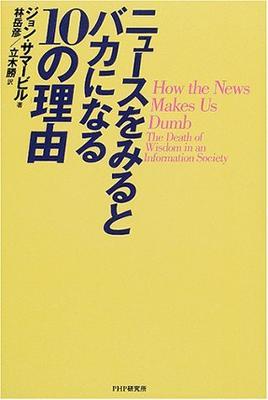 ニュースをみると
バカになる
10の理由
ジョン・サマービル 著
林岳彦／立木勝 訳
How the News
Makes Us
Dumb
The Death of
Wisdom in an
Information Society
PHP研究所